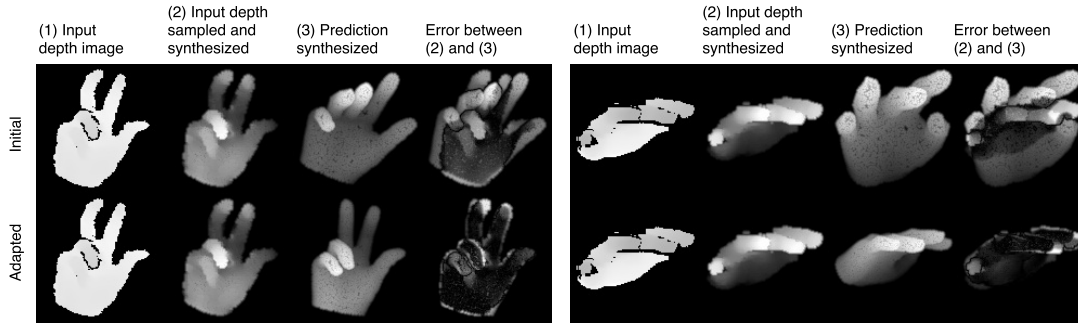 (1) Input
depth image
(2) Input depth
sampled and
synthesized
(3) Prediction
synthesized
Error between
(2) and (3)
(1) Input
depth image
(2) Input depth
sampled and
synthesized
(3) Prediction
synthesized
Error between
(2) and (3)
Initial
Adapted